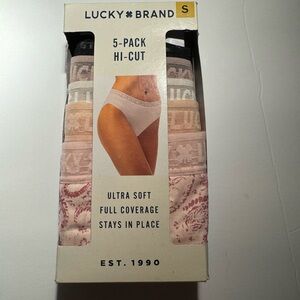 LUCKY BRAND S
5-PACK
HI-CUT
ULTRA SOFT
FULL COVERAGE
STAYS IN PLACE
EST. 1990